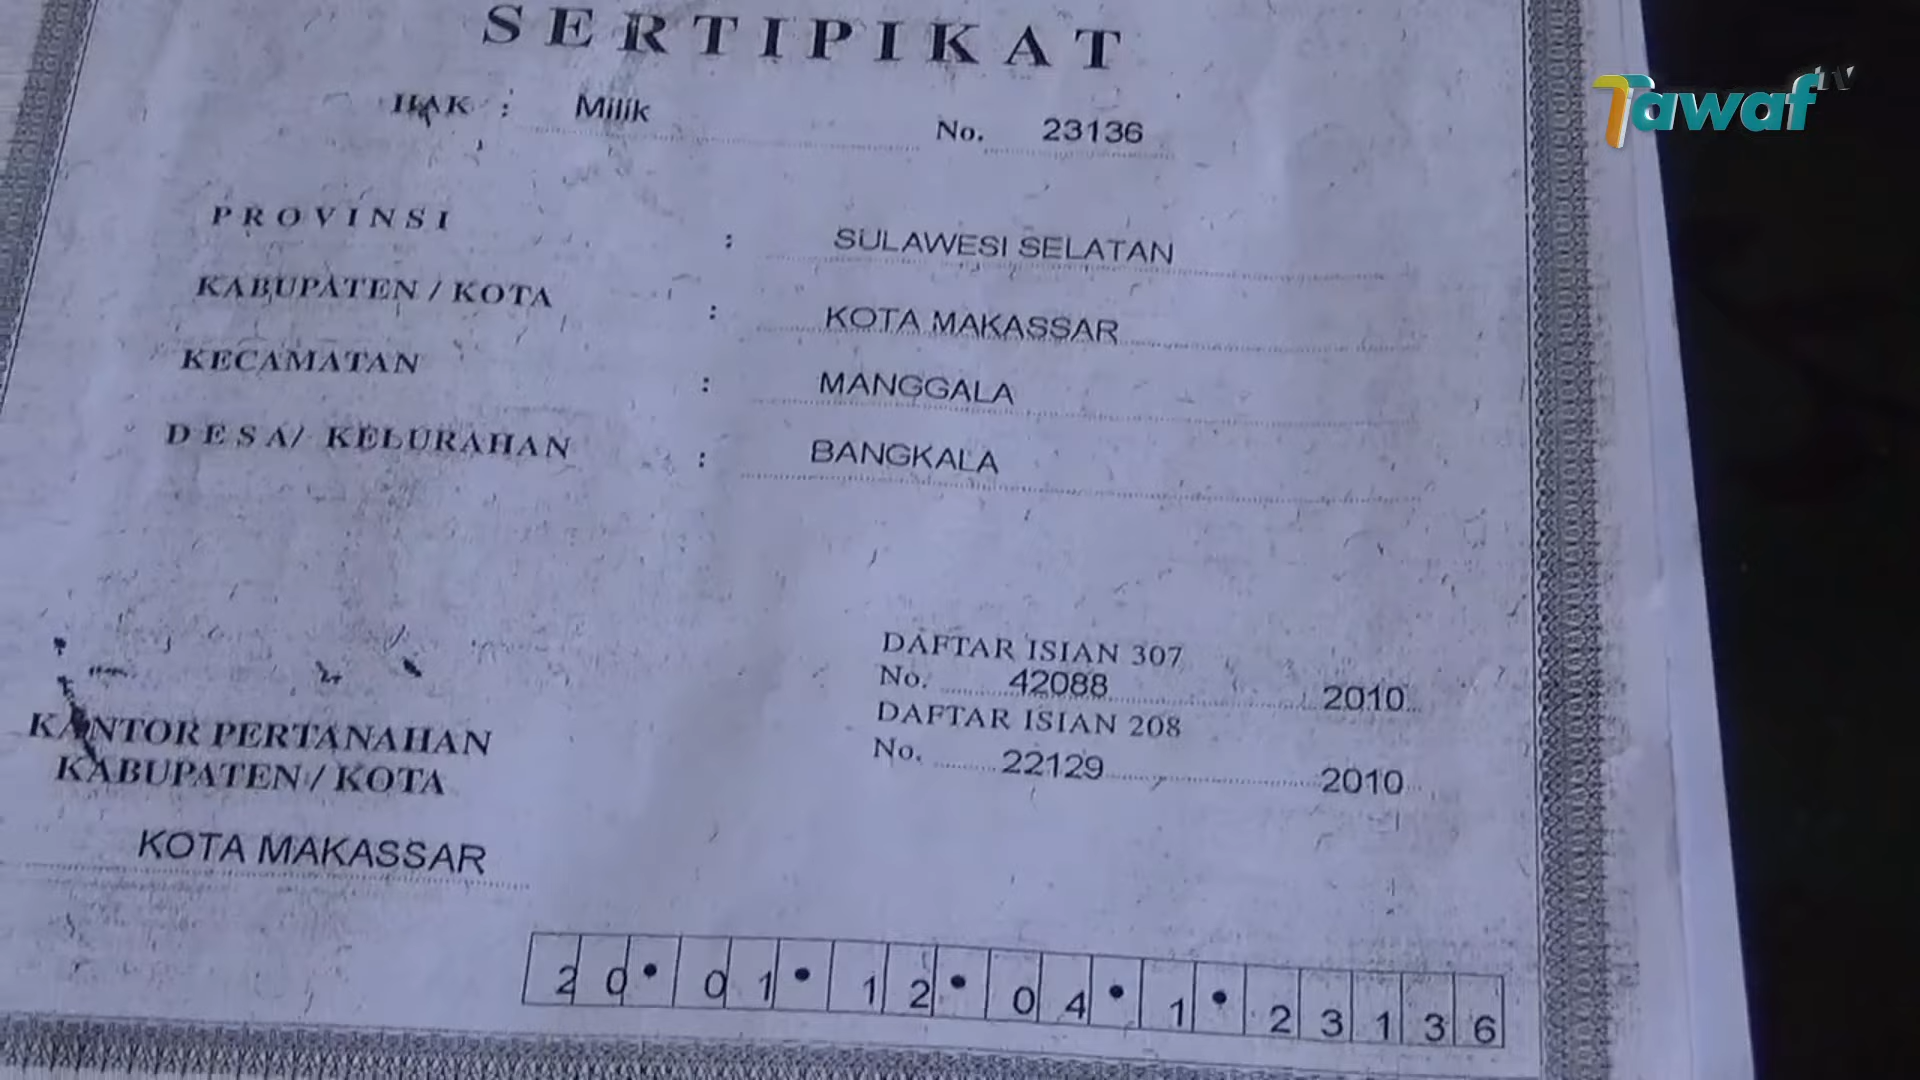 SERTIPIKAT
Tawaf tv
HAK : Milik No. 23136
PROVINSI : SULAWESI SELATAN
KABUPATEN / KOTA : KOTA MAKASSAR
KECAMATAN : MANGGALA
DESA/ KELURAHAN : BANGKALA
DAFTAR ISIAN 307
No. 42088 2010
DAFTAR ISIAN 208
No. 22129 2010
KANTOR PERTANAHAN
KABUPATEN / KOTA
KOTA MAKASSAR
20•01•12•04•1•23136